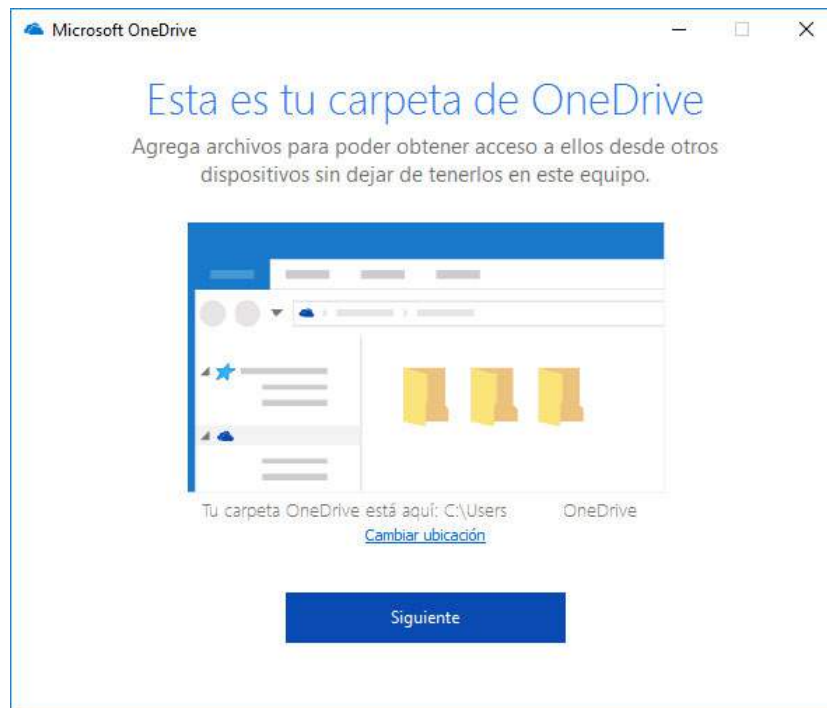 Microsoft OneDrive
Esta es tu carpeta de OneDrive
Agrega archivos para poder obtener acceso a ellos desde otros
dispositivos sin dejar de tenerlos en este equipo.
Tu carpeta OneDrive está aquí: C:\Users OneDrive
Cambiar ubicación
Siguiente